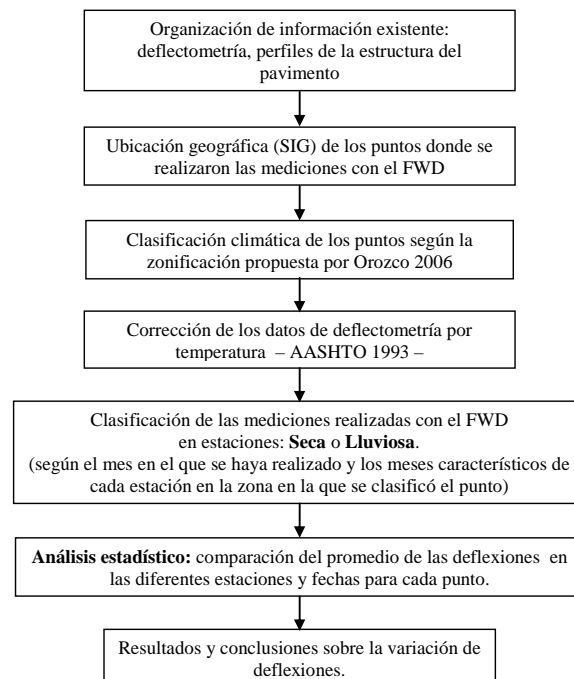 Organización de información existente:
deflectometría, perfiles de la estructura del
pavimento
Ubicación geográfica (SIG) de los puntos donde se
realizaron las mediciones con el FWD
Clasificación climática de los puntos según la
zonificación propuesta por Orozco 2006
Corrección de los datos de deflectometría por
temperatura – AASHTO 1993 –
Clasificación de las mediciones realizadas con el FWD
en estaciones: Seca o Lluviosa.
(según el mes en el que se haya realizado y los meses característicos de
cada estación en la zona en la que se clasificó el punto)
Análisis estadístico: comparación del promedio de las deflexiones en
las diferentes estaciones y fechas para cada punto.
Resultados y conclusiones sobre la variación de
deflexiones.